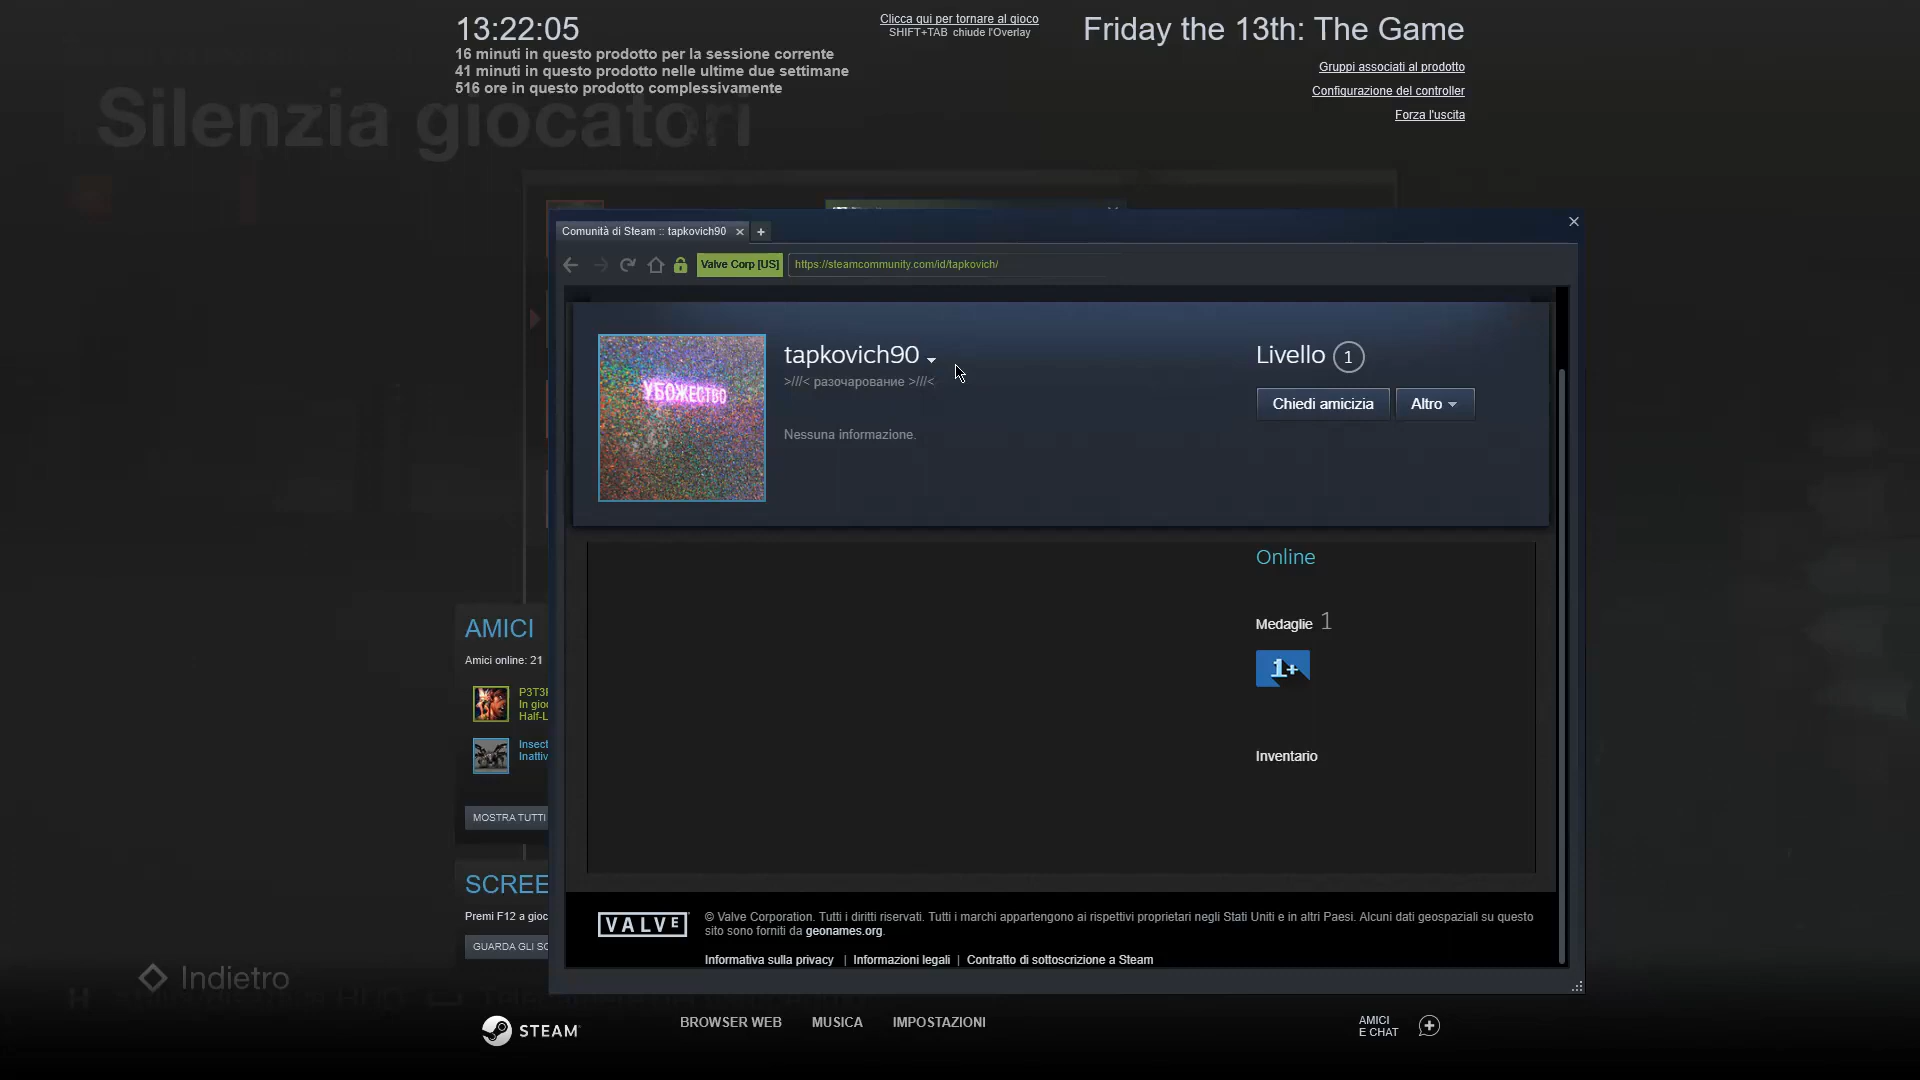 13:22:05
16 minuti in questo prodotto per la sessione corrente
41 minuti in questo prodotto nelle ultime due settimane
516 ore in questo prodotto complessivamente
Clicca qui per tornare al gioco
SHIFT+TAB chiude l'Overlay
Friday the 13th: The Game
Gruppi associati al prodotto
Configurazione del controller
Forza l'uscita
Silenzia giocatori
Comunità di Steam :: tapkovich90
Valve Corp [US]
https://steamcommunity.com/id/tapkovich/
УБОЖЕСТВО
tapkovich90
>///< разочарование >///<
Nessuna informazione.
Livello 1
Chiedi amicizia
Altro
Online
Medaglie 1
1+
Inventario
AMICI
Amici online: 21
P3T3
In gio
Half-L
Insect
Inattiv
MOSTRA TUTTI
SCREE
Premi F12 a gioc
GUARDA GLI SC
VALVE
© Valve Corporation. Tutti i diritti riservati. Tutti i marchi appartengono ai rispettivi proprietari negli Stati Uniti e in altri Paesi. Alcuni dati geospaziali su questo
sito sono forniti da geonames.org.
Informativa sulla privacy | Informazioni legali | Contratto di sottoscrizione a Steam
Indietro
STEAM
BROWSER WEB
MUSICA
IMPOSTAZIONI
AMICI
E CHAT